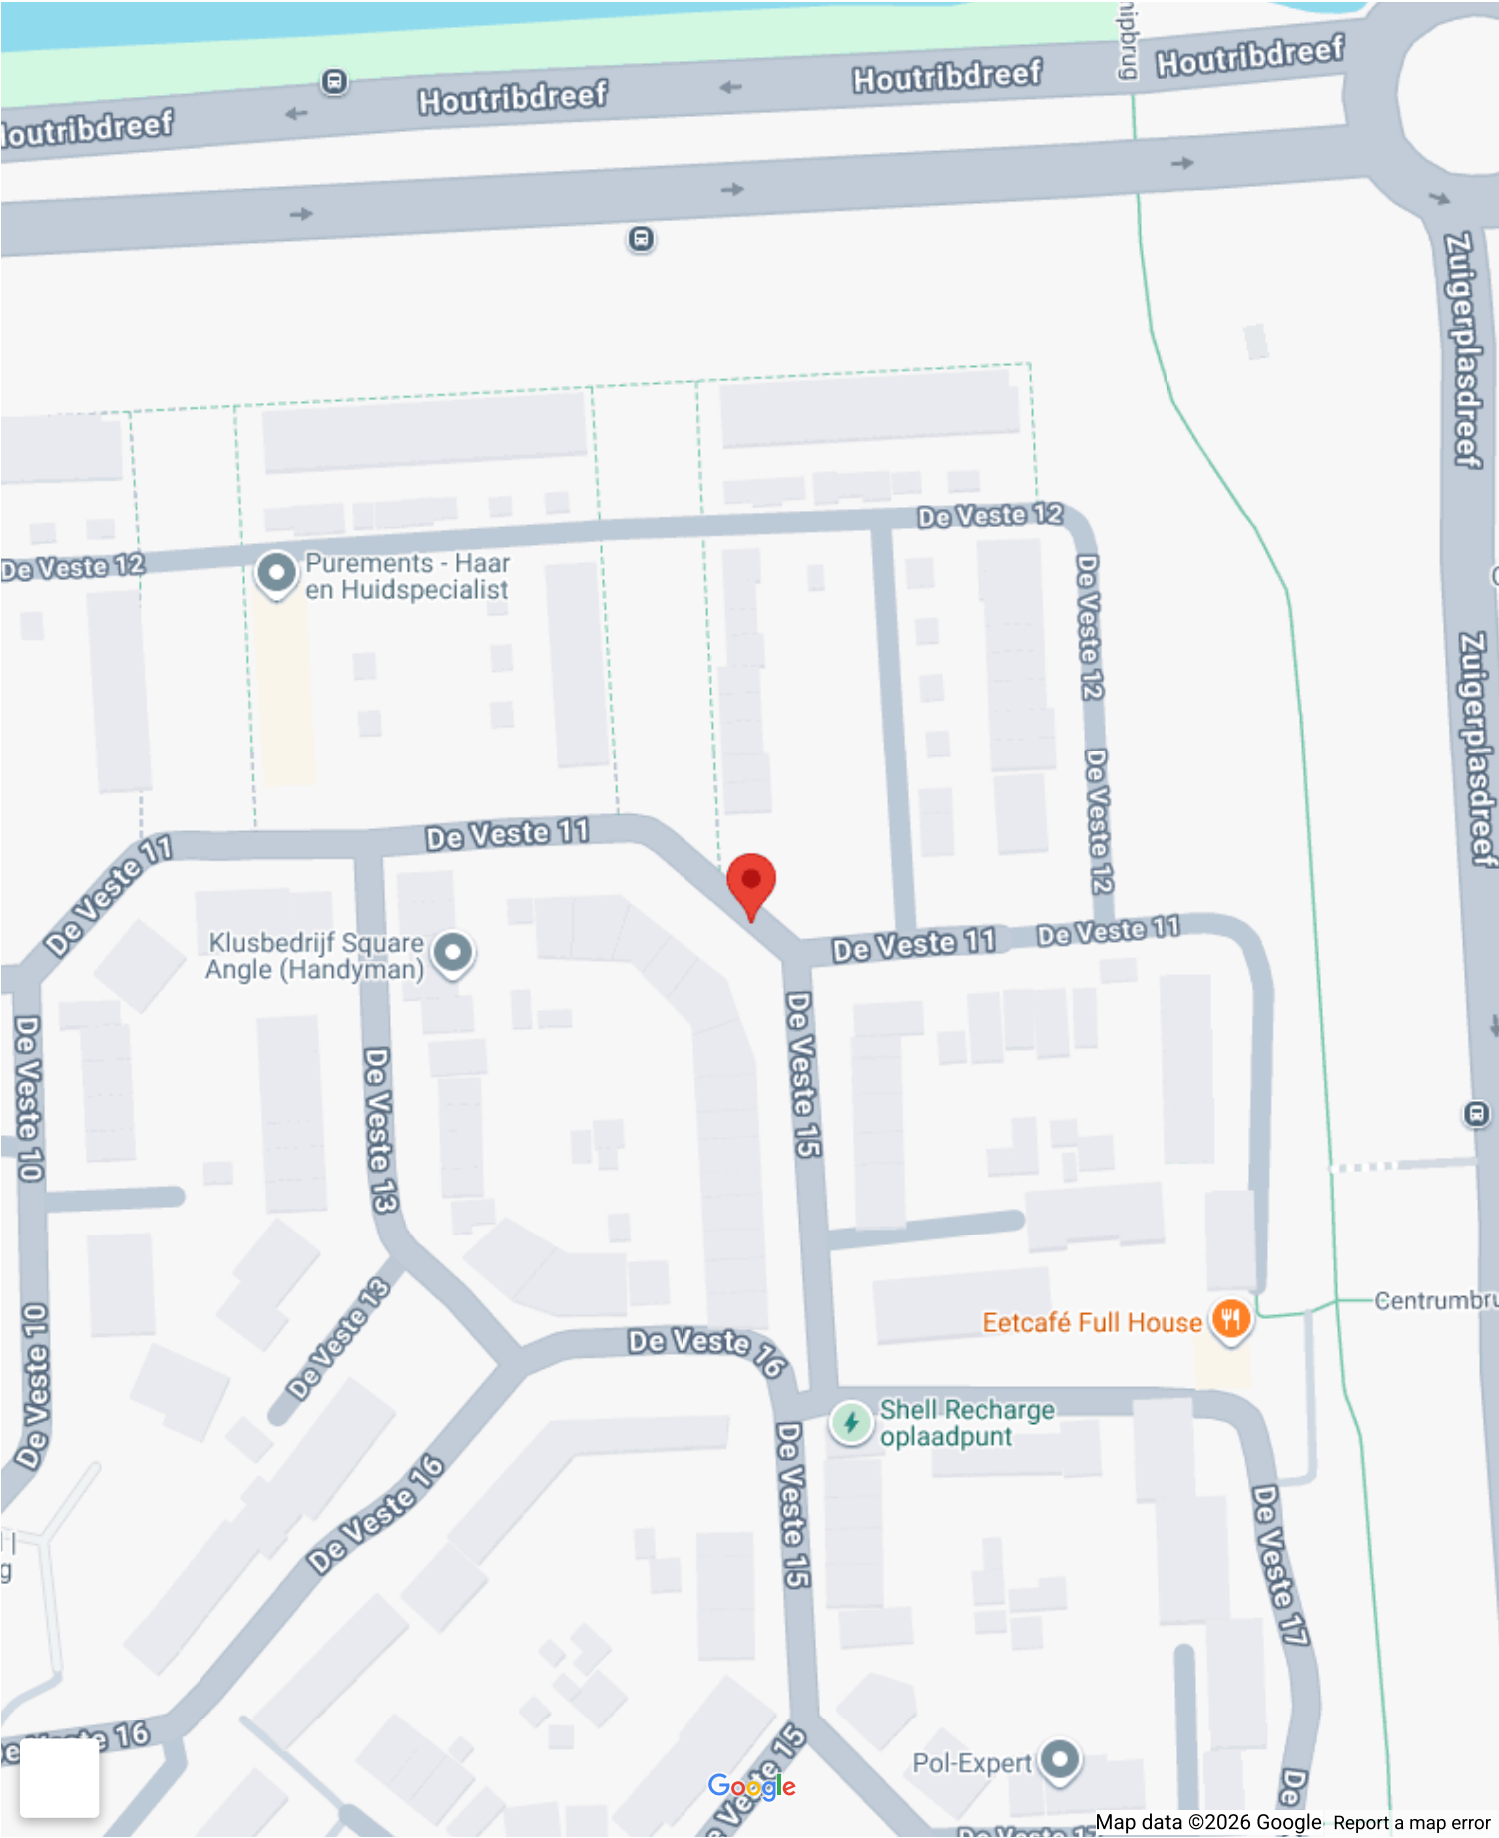 Houtribdreef
Houtribdreef
Houtribdreef
Zuigerplasdreef
De Veste 12
De Veste 12
Purements - Haar
en Huidspecialist
De Veste 12
Zuigerplasdreef
De Veste 12
De Veste 11
De Veste 11
De Veste 11
De Veste 11
Klusbedrijf Square
Angle (Handyman)
De Veste 10
De Veste 13
De Veste 15
De Veste 10
De Veste 13
De Veste 16
Eetcafé Full House
Shell Recharge
oplaadpunt
De Veste 16
De Veste 15
De Veste 17
De Veste 15
Pol-Expert
Google
Map data ©2026 Google
Report a map error